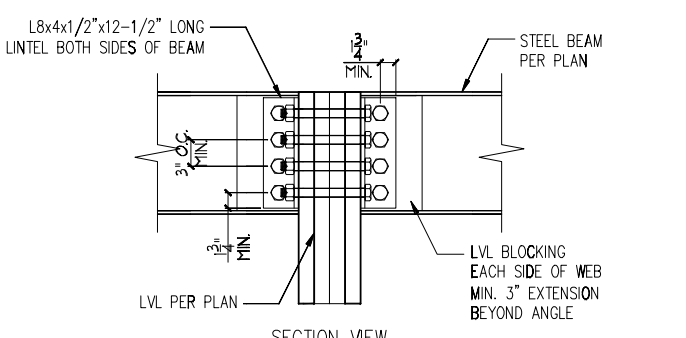 L8x4x1/2"x12-1/2" LONG
LINTEL BOTH SIDES OF BEAM
1 3/4"
MIN.
STEEL BEAM
PER PLAN
3" O.C.
MIN.
1 3/4"
MIN.
LVL PER PLAN
LVL BLOCKING
EACH SIDE OF WEB
MIN. 3" EXTENSION
BEYOND ANGLE
SECTION VIEW